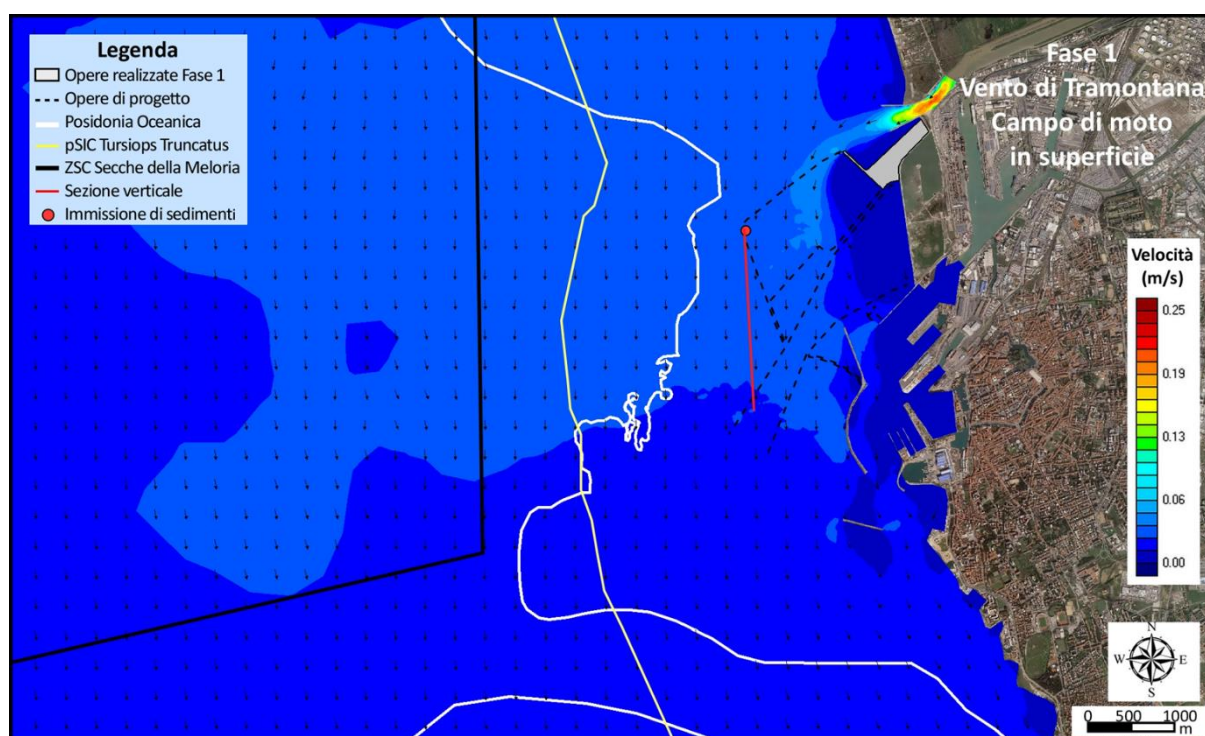 Legenda
Opere realizzate Fase 1
Opere di progetto
Posidonia Oceanica
pSIC Tursiops Truncatus
ZSC Secche della Meloria
Sezione verticale
Immissione di sedimenti
Fase 1
Vento di Tramontana
Campo di moto
in superficie
Velocità
(m/s)
0.25
0.19
0.13
0.06
0.00
N
W E
S
0 500 1000
m